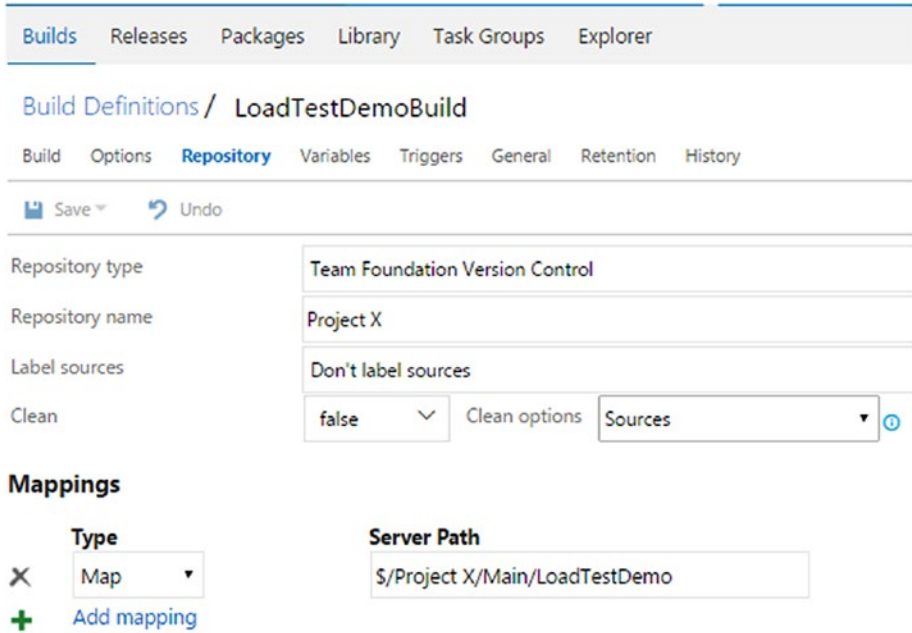 Builds Releases Packages Library Task Groups Explorer
Build Definitions / LoadTestDemoBuild
Build Options Repository Variables Triggers General Retention History
Save Undo
Repository type Team Foundation Version Control
Repository name Project X
Label sources Don't label sources
Clean false Clean options Sources
Mappings
Type Server Path
Map $/Project X/Main/LoadTestDemo
Add mapping